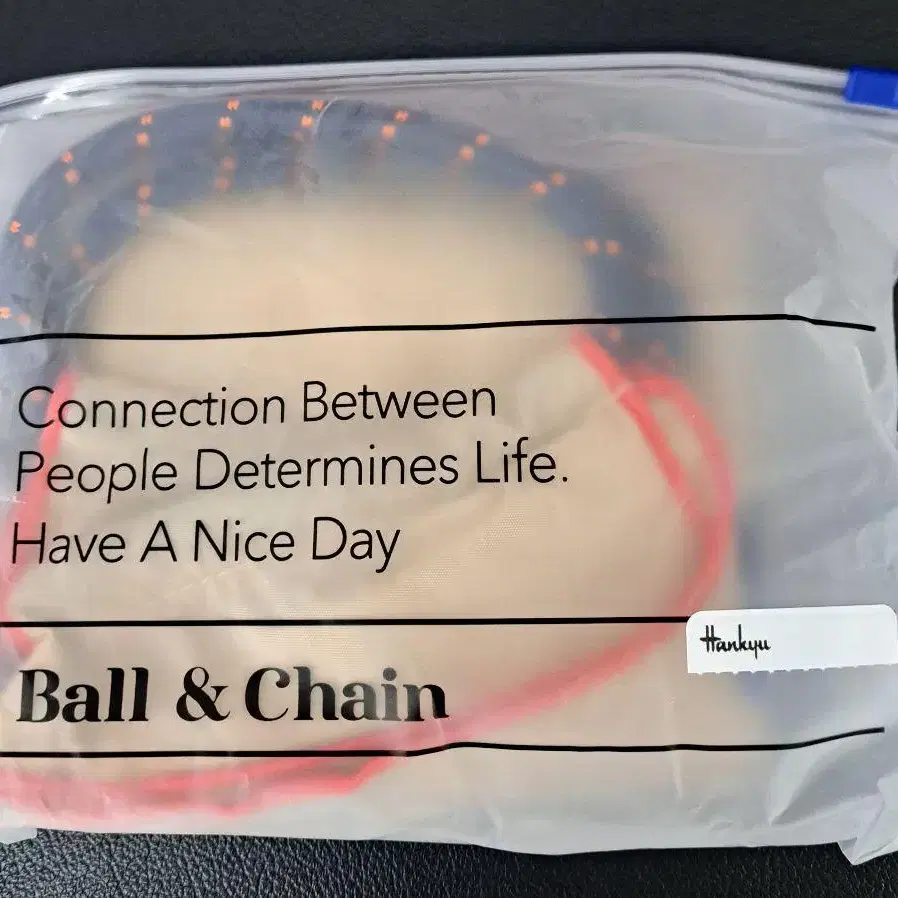 Connection Between
People Determines Life.
Have A Nice Day
Hankyu
Ball & Chain